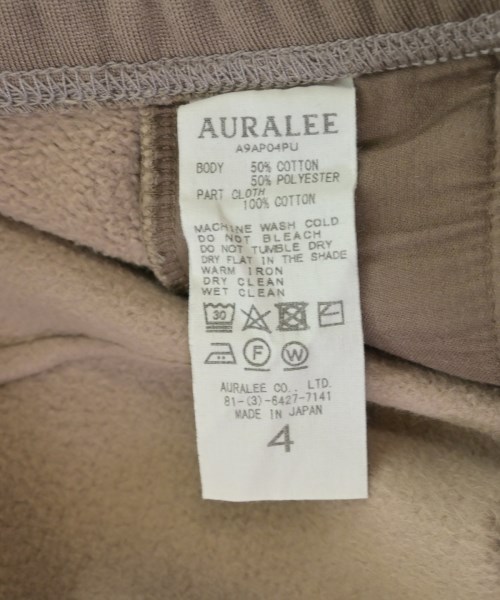 AURALEE
A9AP04PU
BODY 50% COTTON
50% POLYESTER
PART CLOTH
100% COTTON
MACHINE WASH COLD
DO NOT BLEACH
DO NOT TUMBLE DRY
DRY FLAT IN THE SHADE
WARM IRON
DRY CLEAN
WET CLEAN
30
F W
AURALEE CO., LTD.
81-(3)-6427-7141
MADE IN JAPAN
4